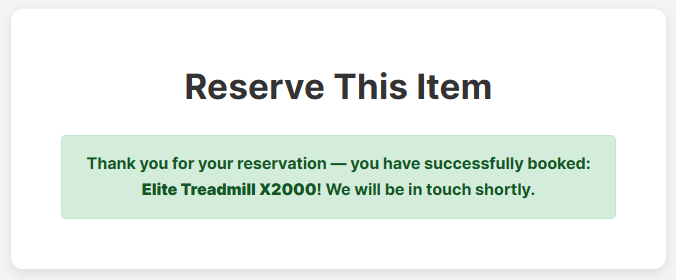 Reserve This Item
Thank you for your reservation — you have successfully booked:
Elite Treadmill X2000! We will be in touch shortly.